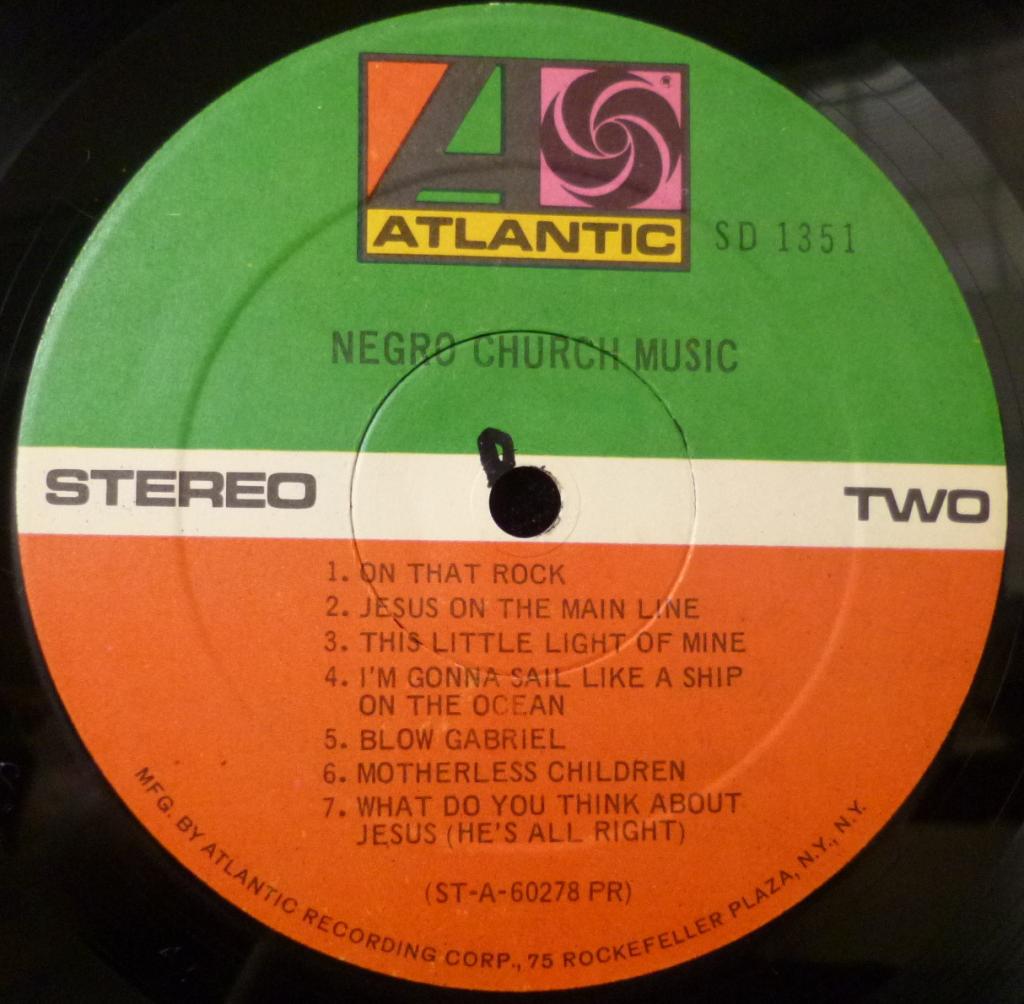 ATLANTIC
SD 1351
NEGRO CHURCH MUSIC
STEREO
TWO
1. ON THAT ROCK
2. JESUS ON THE MAIN LINE
3. THIS LITTLE LIGHT OF MINE
4. I'M GONNA SAIL LIKE A SHIP
ON THE OCEAN
5. BLOW GABRIEL
6. MOTHERLESS CHILDREN
7. WHAT DO YOU THINK ABOUT
JESUS (HE'S ALL RIGHT)
(ST-A-60278 PR)
MFG. BY ATLANTIC RECORDING CORP., 75 ROCKEFELLER PLAZA, N.Y., N.Y.